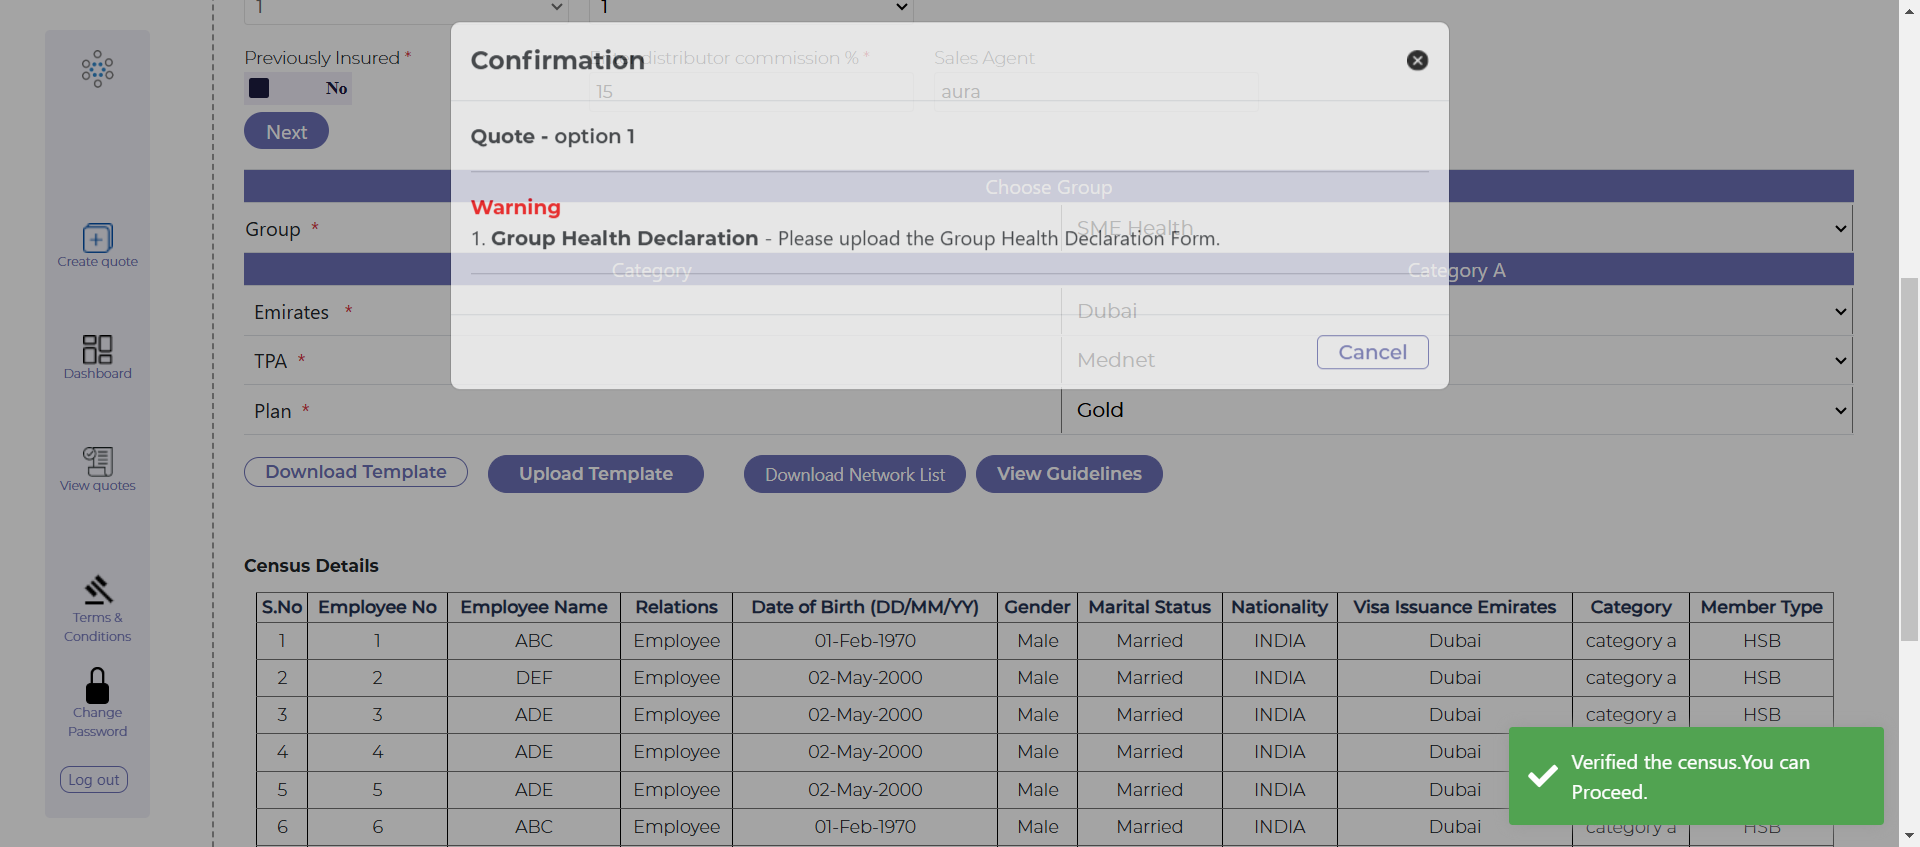 1 1
Previously Insured * distributor commission % * Sales Agent
No 15 aura
Next
Confirmation
Quote - option 1
Warning
1. Group Health Declaration - Please upload the Group Health Declaration Form.
Cancel
Choose Group
Group * SME Health
Category Category A
Emirates * Dubai
TPA * Mednet
Plan * Gold
Download Template Upload Template Download Network List View Guidelines
Create quote
Dashboard
View quotes
Terms &
Conditions
Change
Password
Log out
Census Details
S.No Employee No Employee Name Relations Date of Birth (DD/MM/YY) Gender Marital Status Nationality Visa Issuance Emirates Category Member Type
1 1 ABC Employee 01-Feb-1970 Male Married INDIA Dubai category a HSB
2 2 DEF Employee 02-May-2000 Male Married INDIA Dubai category a HSB
3 3 ADE Employee 02-May-2000 Male Married INDIA Dubai category a HSB
4 4 ADE Employee 02-May-2000 Male Married INDIA Dubai
5 5 ADE Employee 02-May-2000 Male Married INDIA Dubai
6 6 ABC Employee 01-Feb-1970 Male Married INDIA Dubai category a HSB
Verified the census.You can
Proceed.